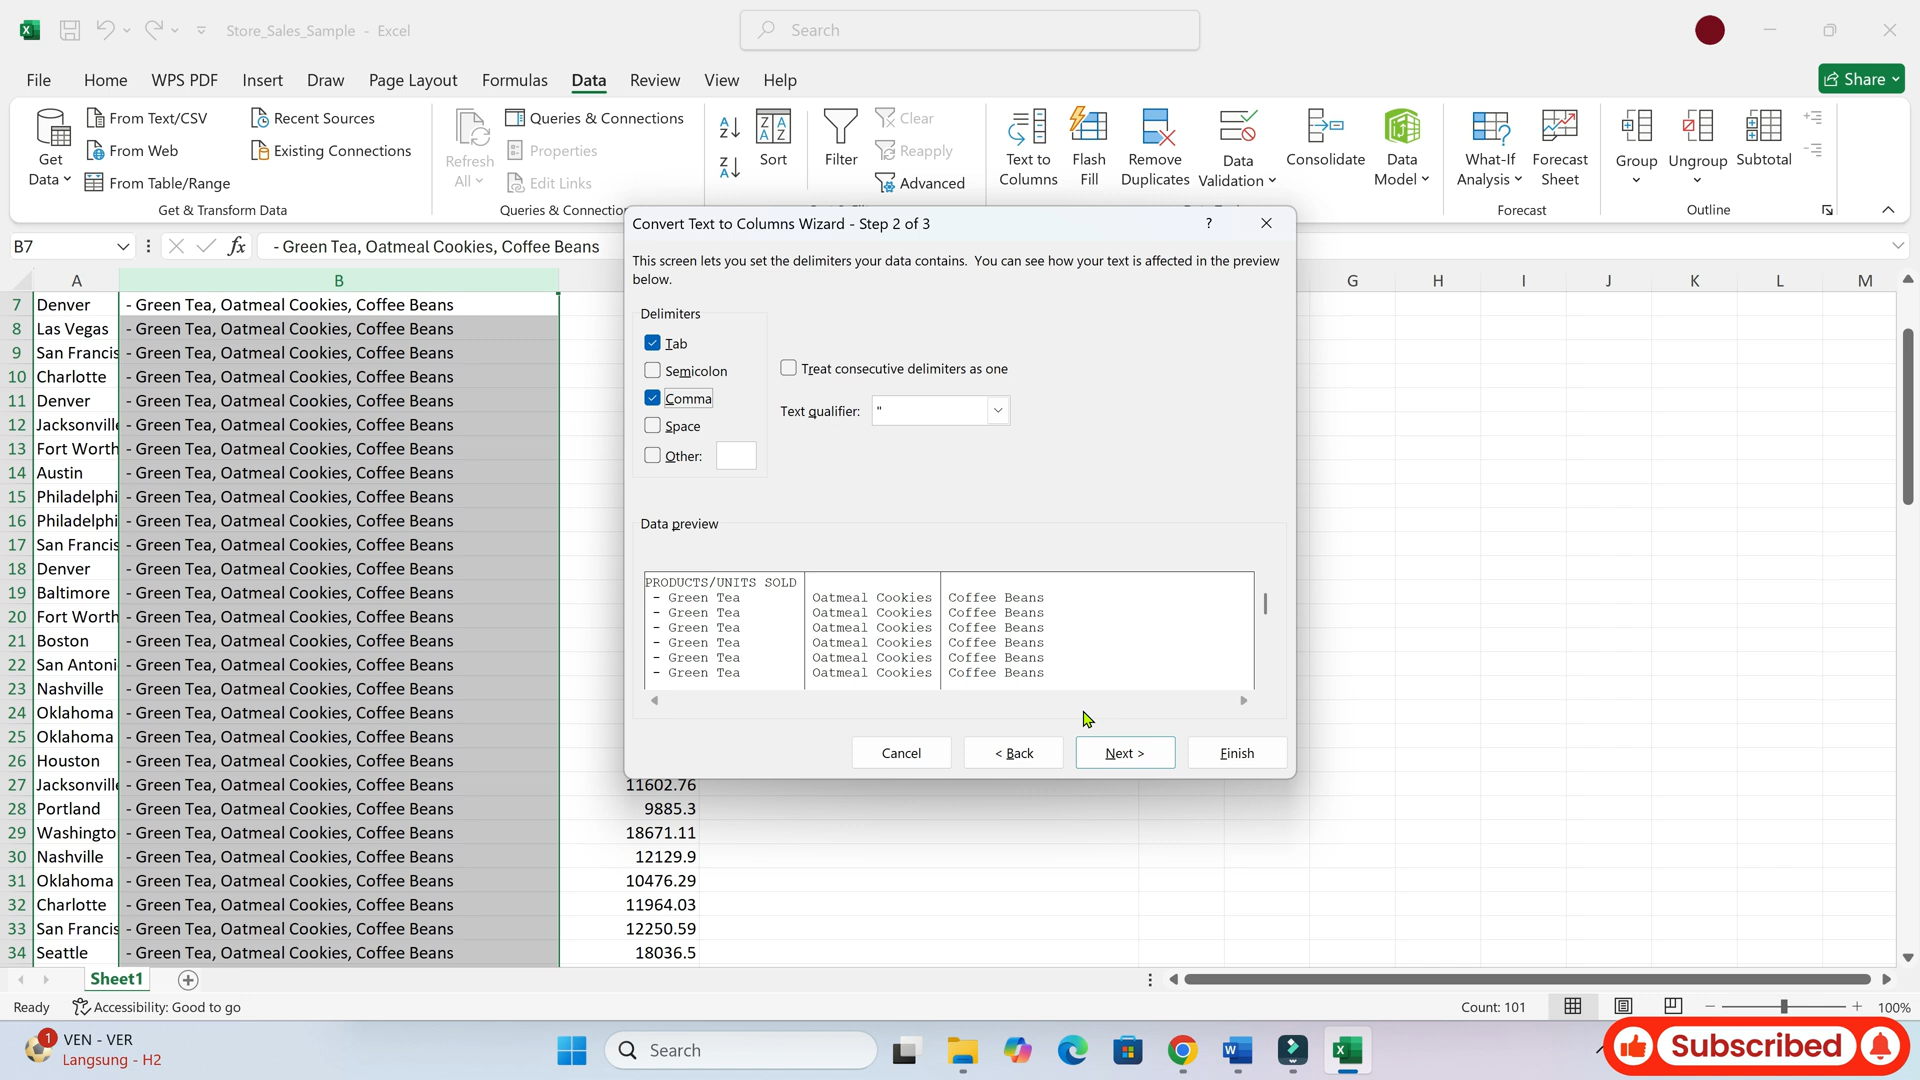 Store_Sales_Sample - Excel
Search
File Home WPS PDF Insert Draw Page Layout Formulas Data Review View Help
Share
Get Data
From Text/CSV
From Web
From Table/Range
Recent Sources
Existing Connections
Get & Transform Data
Refresh All
Queries & Connections
Properties
Edit Links
Queries & Connectio
Sort
Filter
Clear
Reapply
Advanced
Text to Columns
Flash Fill
Remove Duplicates
Data Validation
Consolidate
Data Model
What-If Analysis
Forecast Sheet
Forecast
Group
Ungroup
Subtotal
Outline
B7
fx
- Green Tea, Oatmeal Cookies, Coffee Beans
A B G H I J K L M
7 Denver - Green Tea, Oatmeal Cookies, Coffee Beans
8 Las Vegas - Green Tea, Oatmeal Cookies, Coffee Beans
9 San Francis - Green Tea, Oatmeal Cookies, Coffee Beans
10 Charlotte - Green Tea, Oatmeal Cookies, Coffee Beans
11 Denver - Green Tea, Oatmeal Cookies, Coffee Beans
12 Jacksonvill - Green Tea, Oatmeal Cookies, Coffee Beans
13 Fort Worth - Green Tea, Oatmeal Cookies, Coffee Beans
14 Austin - Green Tea, Oatmeal Cookies, Coffee Beans
15 Philadelphi - Green Tea, Oatmeal Cookies, Coffee Beans
16 Philadelphi - Green Tea, Oatmeal Cookies, Coffee Beans
17 San Francis - Green Tea, Oatmeal Cookies, Coffee Beans
18 Denver - Green Tea, Oatmeal Cookies, Coffee Beans
19 Baltimore - Green Tea, Oatmeal Cookies, Coffee Beans
20 Fort Worth - Green Tea, Oatmeal Cookies, Coffee Beans
21 Boston - Green Tea, Oatmeal Cookies, Coffee Beans
22 San Antoni - Green Tea, Oatmeal Cookies, Coffee Beans
23 Nashville - Green Tea, Oatmeal Cookies, Coffee Beans
24 Oklahoma - Green Tea, Oatmeal Cookies, Coffee Beans
25 Oklahoma - Green Tea, Oatmeal Cookies, Coffee Beans
26 Houston - Green Tea, Oatmeal Cookies, Coffee Beans
27 Jacksonvill - Green Tea, Oatmeal Cookies, Coffee Beans 11602.76
28 Portland - Green Tea, Oatmeal Cookies, Coffee Beans 9885.3
29 Washingto - Green Tea, Oatmeal Cookies, Coffee Beans 18671.11
30 Nashville - Green Tea, Oatmeal Cookies, Coffee Beans 12129.9
31 Oklahoma - Green Tea, Oatmeal Cookies, Coffee Beans 10476.29
32 Charlotte - Green Tea, Oatmeal Cookies, Coffee Beans 11964.03
33 San Francis - Green Tea, Oatmeal Cookies, Coffee Beans 12250.59
34 Seattle - Green Tea, Oatmeal Cookies, Coffee Beans 18036.5
Convert Text to Columns Wizard - Step 2 of 3 ?
This screen lets you set the delimiters your data contains. You can see how your text is affected in the preview
below.
Delimiters
Tab
Semicolon
Comma
Space
Other:
Treat consecutive delimiters as one
Text qualifier: "
Data preview
PRODUCTS/UNITS SOLD
- Green Tea Oatmeal Cookies Coffee Beans
- Green Tea Oatmeal Cookies Coffee Beans
- Green Tea Oatmeal Cookies Coffee Beans
- Green Tea Oatmeal Cookies Coffee Beans
- Green Tea Oatmeal Cookies Coffee Beans
- Green Tea Oatmeal Cookies Coffee Beans
Cancel < Back Next > Finish
Sheet1
Ready Accessibility: Good to go Count: 101 100%
1 VEN - VER
Langsung - H2
Search
Subscribed